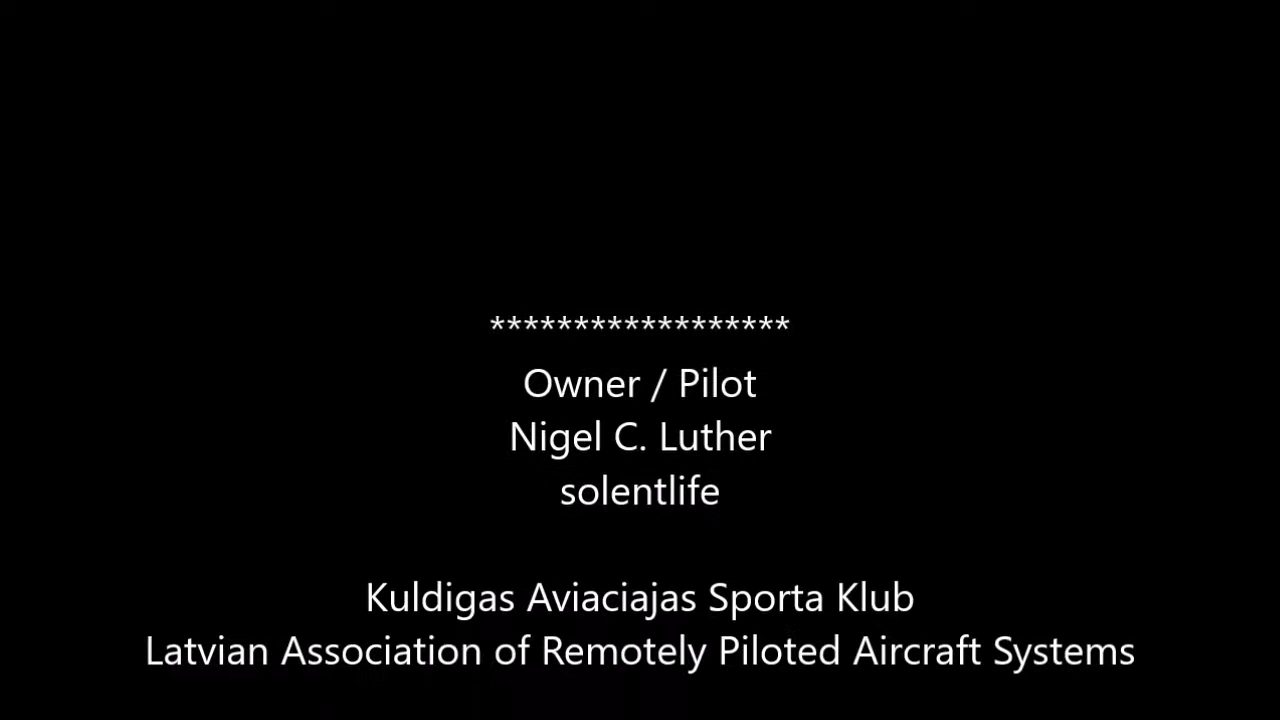 ******************
Owner / Pilot
Nigel C. Luther
solentlife
Kuldigas Aviaciajas Sporta Klub
Latvian Association of Remotely Piloted Aircraft Systems